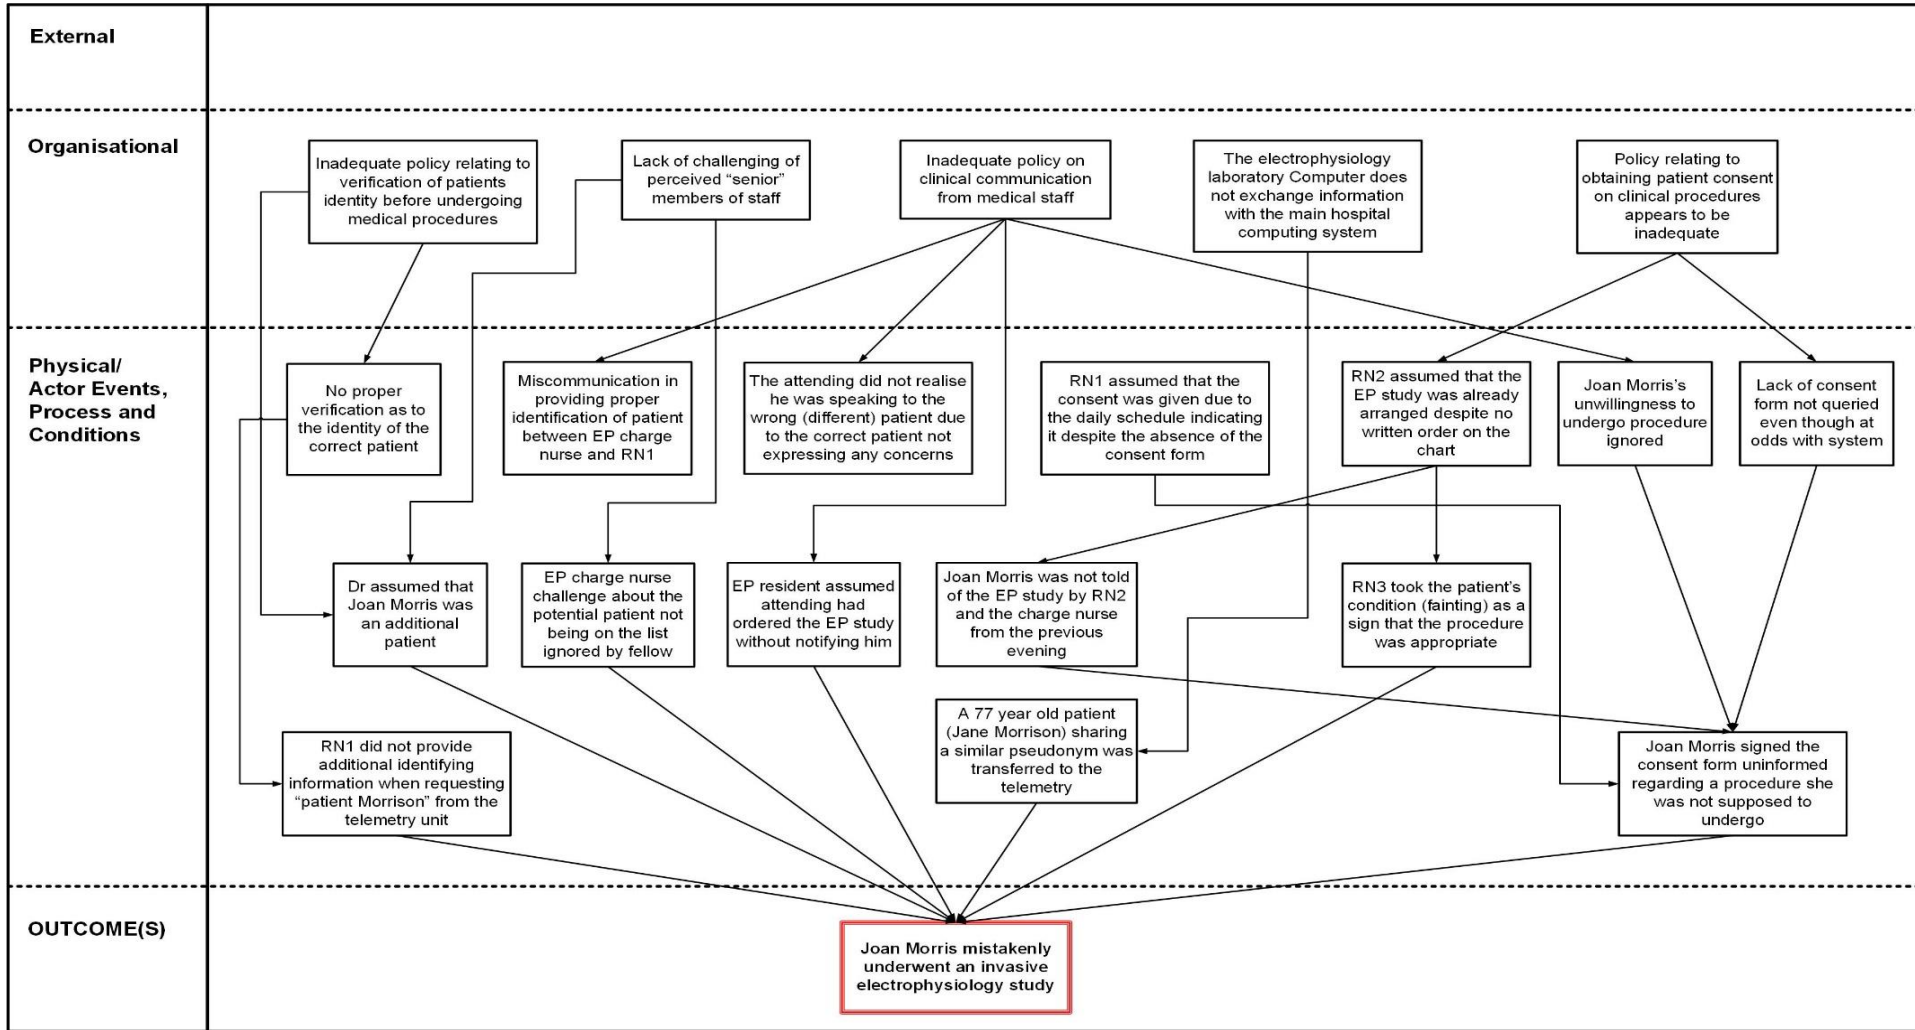 External
Organisational
Inadequate policy relating to
verification of patients
identity before undergoing
medical procedures
Lack of challenging of
perceived “senior”
members of staff
Inadequate policy on
clinical communication
from medical staff
The electrophysiology
laboratory Computer does
not exchange information
with the main hospital
computing system
Policy relating to
obtaining patient consent
on clinical procedures
appears to be
inadequate
Physical/
Actor Events,
Process and
Conditions
No proper
verification as to
the identity of the
correct patient
Miscommunication in
providing proper
identification of patient
between EP charge
nurse and RN1
The attending did not realise
he was speaking to the
wrong (different) patient due
to the correct patient not
expressing any concerns
RN1 assumed that the
consent was given due to
the daily schedule indicating
it despite the absence of the
consent form
RN2 assumed that the
EP study was already
arranged despite no
written order on the
chart
Joan Morris’s
unwillingness to
undergo procedure
ignored
Lack of consent
form not queried
even though at
odds with system
Dr assumed that
Joan Morris was
an additional
patient
EP charge nurse
challenge about the
potential patient not
being on the list
ignored by fellow
EP resident assumed
attending had
ordered the EP study
without notifying him
Joan Morris was not told
of the EP study by RN2
and the charge nurse
from the previous
evening
RN3 took the patient’s
condition (fainting) as a
sign that the procedure
was appropriate
RN1 did not provide
additional identifying
information when requesting
“patient Morrison” from the
telemetry unit
A 77 year old patient
(Jane Morrison) sharing
a similar pseudonym was
transferred to the
telemetry
Joan Morris signed the
consent form uninformed
regarding a procedure she
was not supposed to
undergo
OUTCOME(S)
Joan Morris mistakenly
underwent an invasive
electrophysiology study